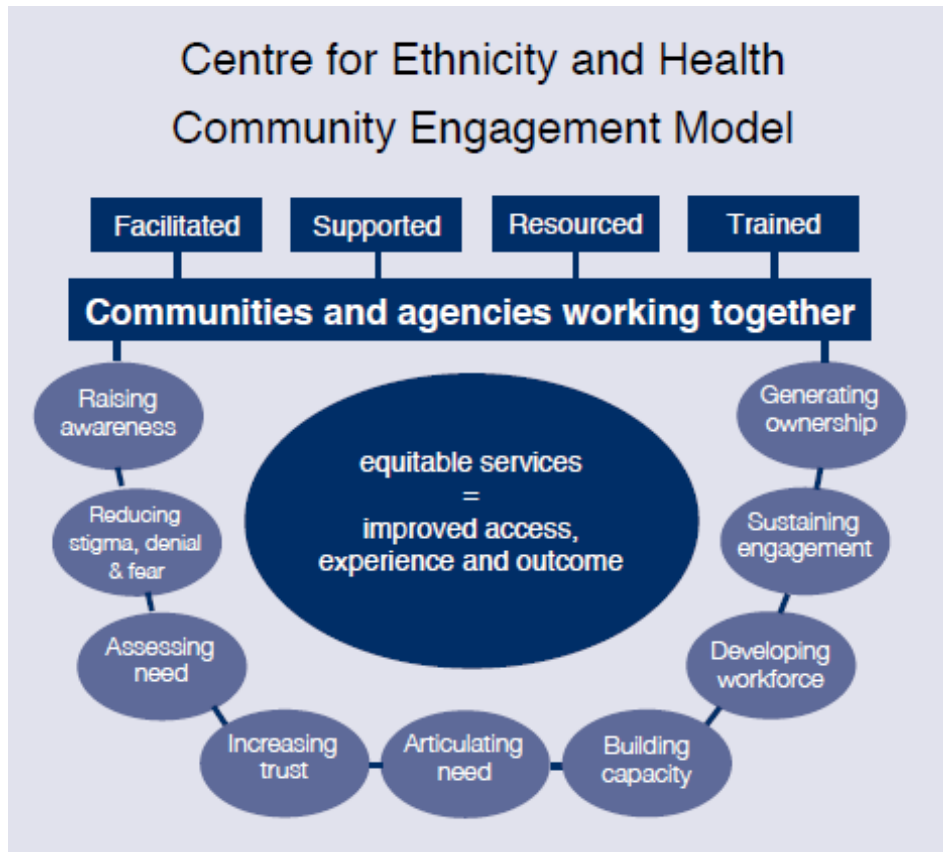 Centre for Ethnicity and Health
Community Engagement Model
Facilitated
Supported
Resourced
Trained
Communities and agencies working together
Raising
awareness
Reducing
stigma, denial
& fear
Assessing
need
Increasing
trust
Articulating
need
Building
capacity
Developing
workforce
Sustaining
engagement
Generating
ownership
equitable services
=
improved access,
experience and outcome